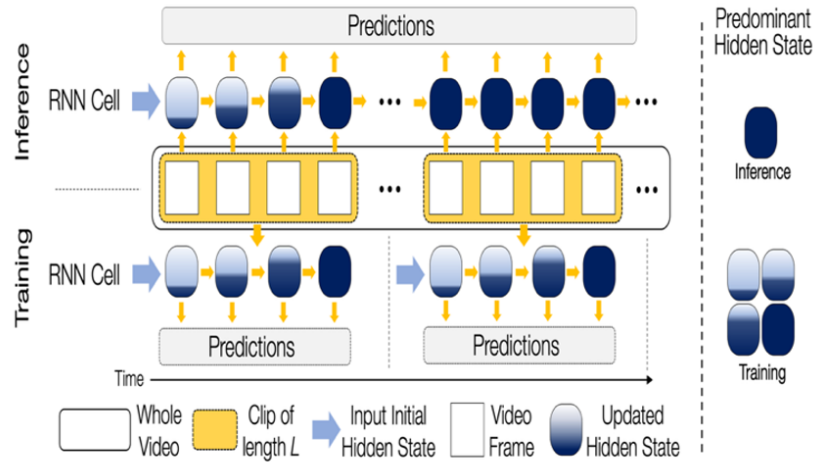 Predictions
Predominant
Hidden State
Inference
RNN Cell
...
...
Inference
...
...
Training
RNN Cell
Predictions
Predictions
Training
Time
Whole
Video
Clip of
length L
Input Initial
Hidden State
Video
Frame
Updated
Hidden State